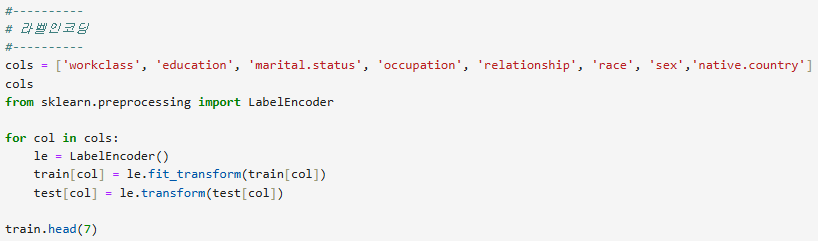 #----------
# 라벨인코딩
#----------
cols = ['workclass', 'education', 'marital.status', 'occupation', 'relationship', 'race', 'sex','native.country']
cols
from sklearn.preprocessing import LabelEncoder
for col in cols:
    le = LabelEncoder()
    train[col] = le.fit_transform(train[col])
    test[col] = le.transform(test[col])
train.head(7)